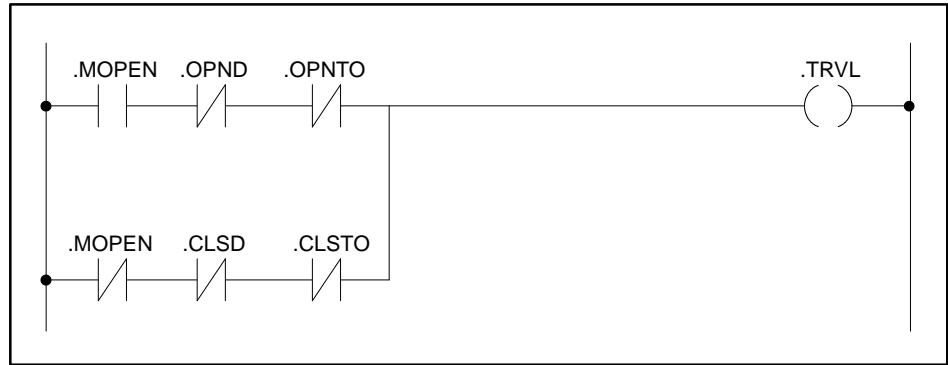 .MOPEN .OPND .OPNTO .TRVL
.MOPEN .CLSD .CLSTO